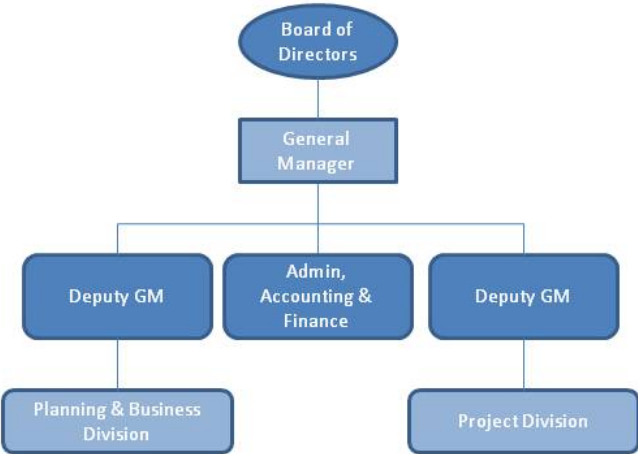 Board of
Directors
General
Manager
Deputy GM
Admin,
Accounting &
Finance
Deputy GM
Planning & Business
Division
Project Division